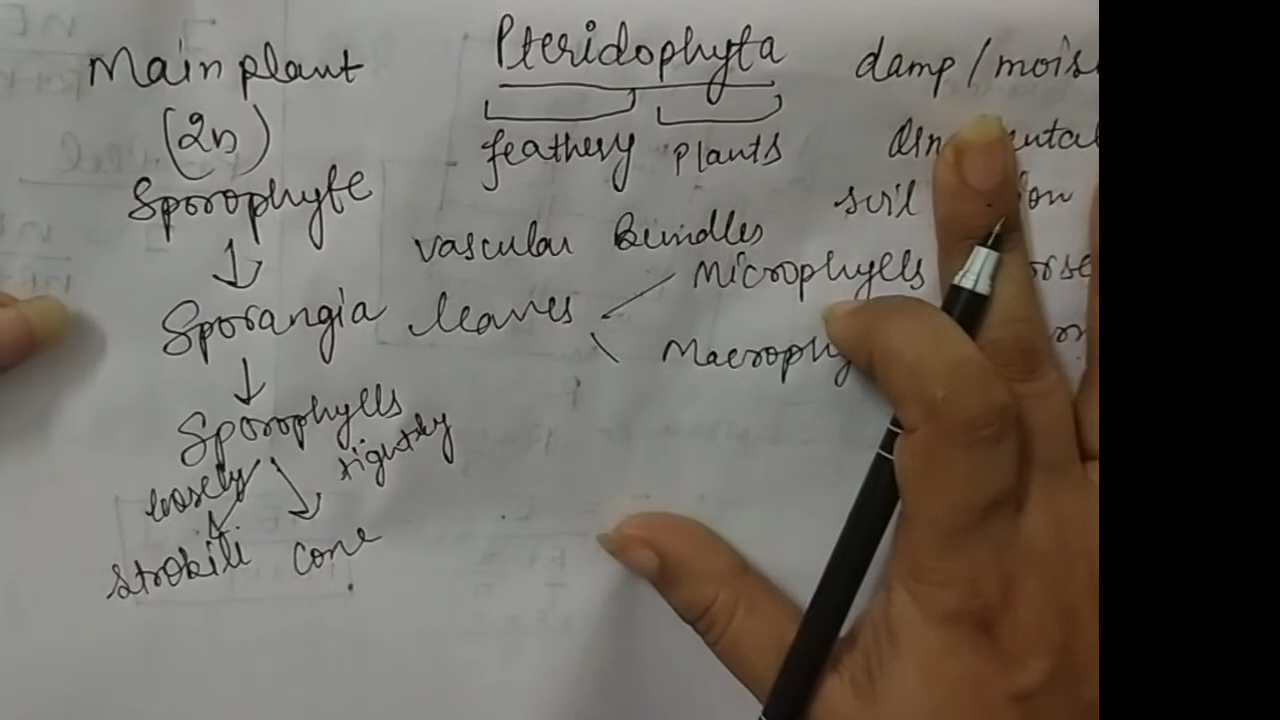 Main plant
(2n)
Sporophyte
Sporangia
Sporophylls
loosely
tightly
strobili
cone
Pteridophyta
feathery plants
vascular Bundles
leaves
Microphylls
Macrophy
damp / mois
soil